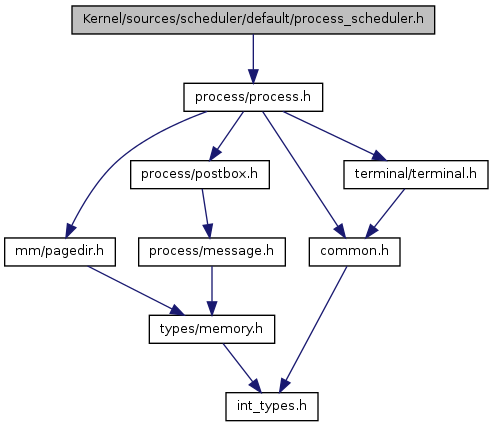 Kernel/sources/scheduler/default/process_scheduler.h
process/process.h
process/postbox.h
terminal/terminal.h
mm/pagedir.h
process/message.h
common.h
types/memory.h
int_types.h